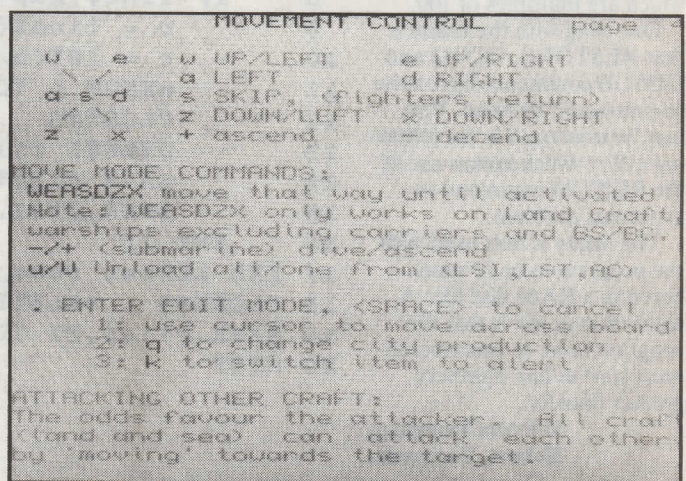 MOVEMENT CONTROL page
w e w UP/LEFT e UP/RIGHT
a LEFT d RIGHT
a s d s SKIP, (fighters return)
z DOWN/LEFT x DOWN/RIGHT
z x + ascend - decend
MOVE MODE COMMANDS:
WEASDZX move that way until activated
Note: WEASDZX only works on Land Craft,
warships excluding carriers and BS/BC.
-/+ (submarine) dive/ascend
u/U Unload all/one from (LSI,LST,AC)
. ENTER EDIT MODE, <SPACE> to cancel
1: use cursor to move across board
2: q to change city production
3: k to switch item to alert
ATTACKING OTHER CRAFT:
The odds favour the attacker. All craft
(land and sea) can attack each other
by 'moving' towards the target.